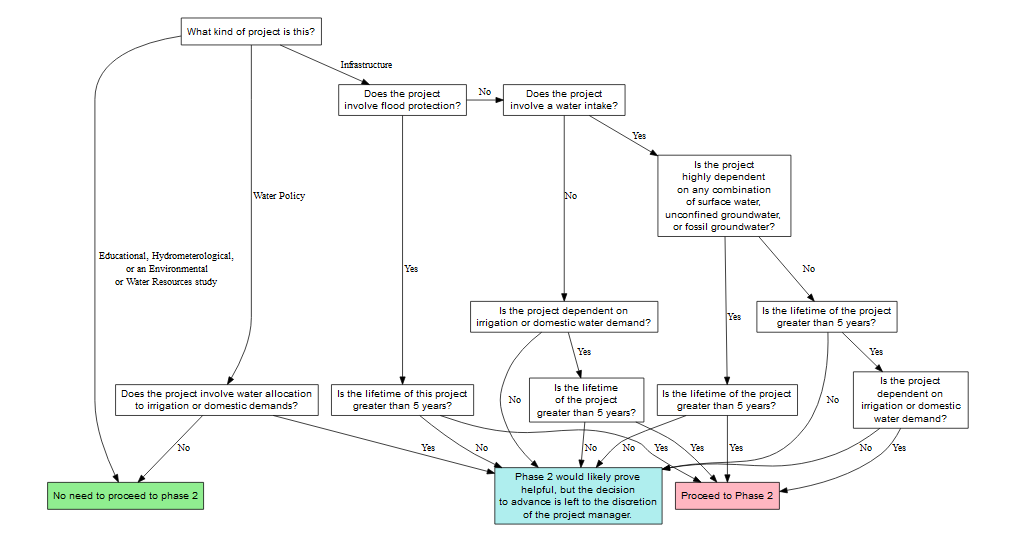 What kind of project is this?
Infrastructure
Does the project
involve flood protection?
No
Does the project
involve a water intake?
Yes
Is the project
highly dependent
on any combination
of surface water,
unconfined groundwater,
or fossil groundwater?
Water Policy
No
Educational, Hydrometerological,
or an Environmental
or Water Resources study
Yes
No
Is the project dependent on
irrigation or domestic water demand?
Yes
Is the lifetime of the project
greater than 5 years?
Yes
Yes
Does the project involve water allocation
to irrigation or domestic demands?
Is the lifetime of this project
greater than 5 years?
No
Is the lifetime
of the project
greater than 5 years?
Is the lifetime of the project
greater than 5 years?
No
Is the project
dependent on
irrigation or domestic
water demand?
No
Yes
No
No
No
Yes
Yes
Yes
No
Yes
No need to proceed to phase 2
Phase 2 would likely prove
helpful, but the decision
to advance is left to the discretion
of the project manager.
Proceed to Phase 2